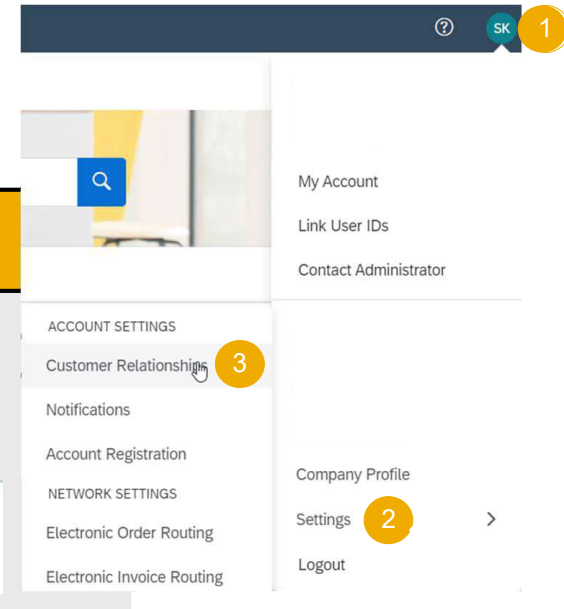 SK 1
My Account
Link User IDs
Contact Administrator
ACCOUNT SETTINGS
Customer Relationships 3
Notifications
Account Registration
NETWORK SETTINGS
Electronic Order Routing
Electronic Invoice Routing
Company Profile
Settings 2
Logout